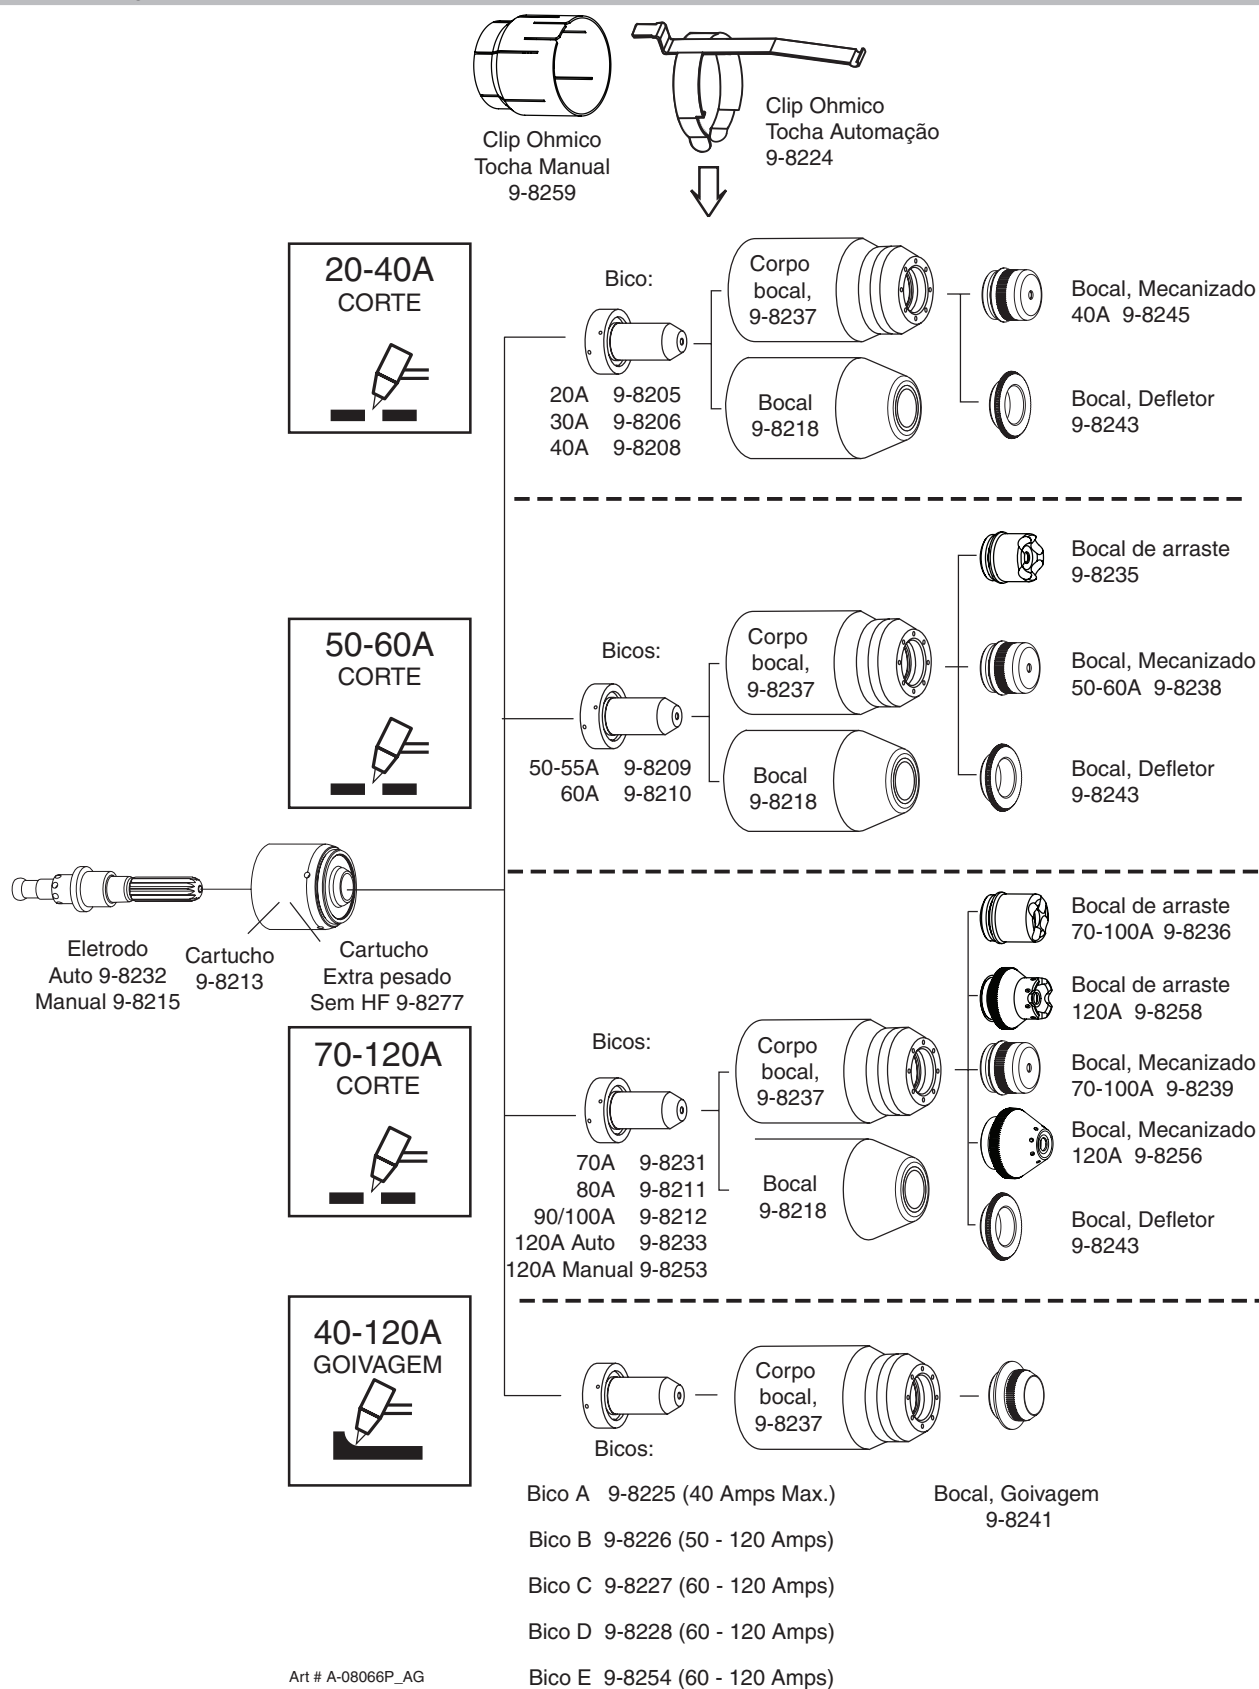 Clip Ohmico
Tocha Manual
9-8259
Clip Ohmico
Tocha Automação
9-8224
20-40A
CORTE
Bico:
20A 9-8205
30A 9-8206
40A 9-8208
Corpo
bocal,
9-8237
Bocal
9-8218
Bocal, Mecanizado
40A 9-8245
Bocal, Defletor
9-8243
50-60A
CORTE
Bicos:
50-55A 9-8209
60A 9-8210
Corpo
bocal,
9-8237
Bocal
9-8218
Bocal de arraste
9-8235
Bocal, Mecanizado
50-60A 9-8238
Bocal, Defletor
9-8243
Eletrodo
Auto 9-8232
Manual 9-8215
Cartucho
9-8213
Cartucho
Extra pesado
Sem HF 9-8277
70-120A
CORTE
Bicos:
70A 9-8231
80A 9-8211
90/100A 9-8212
120A Auto 9-8233
120A Manual 9-8253
Corpo
bocal,
9-8237
Bocal
9-8218
Bocal de arraste
70-100A 9-8236
Bocal de arraste
120A 9-8258
Bocal, Mecanizado
70-100A 9-8239
Bocal, Mecanizado
120A 9-8256
Bocal, Defletor
9-8243
40-120A
GOIVAGEM
Bicos:
Corpo
bocal,
9-8237
Bocal, Goivagem
9-8241
Bico A 9-8225 (40 Amps Max.)
Bico B 9-8226 (50 - 120 Amps)
Bico C 9-8227 (60 - 120 Amps)
Bico D 9-8228 (60 - 120 Amps)
Bico E 9-8254 (60 - 120 Amps)
Art # A-08066P_AG